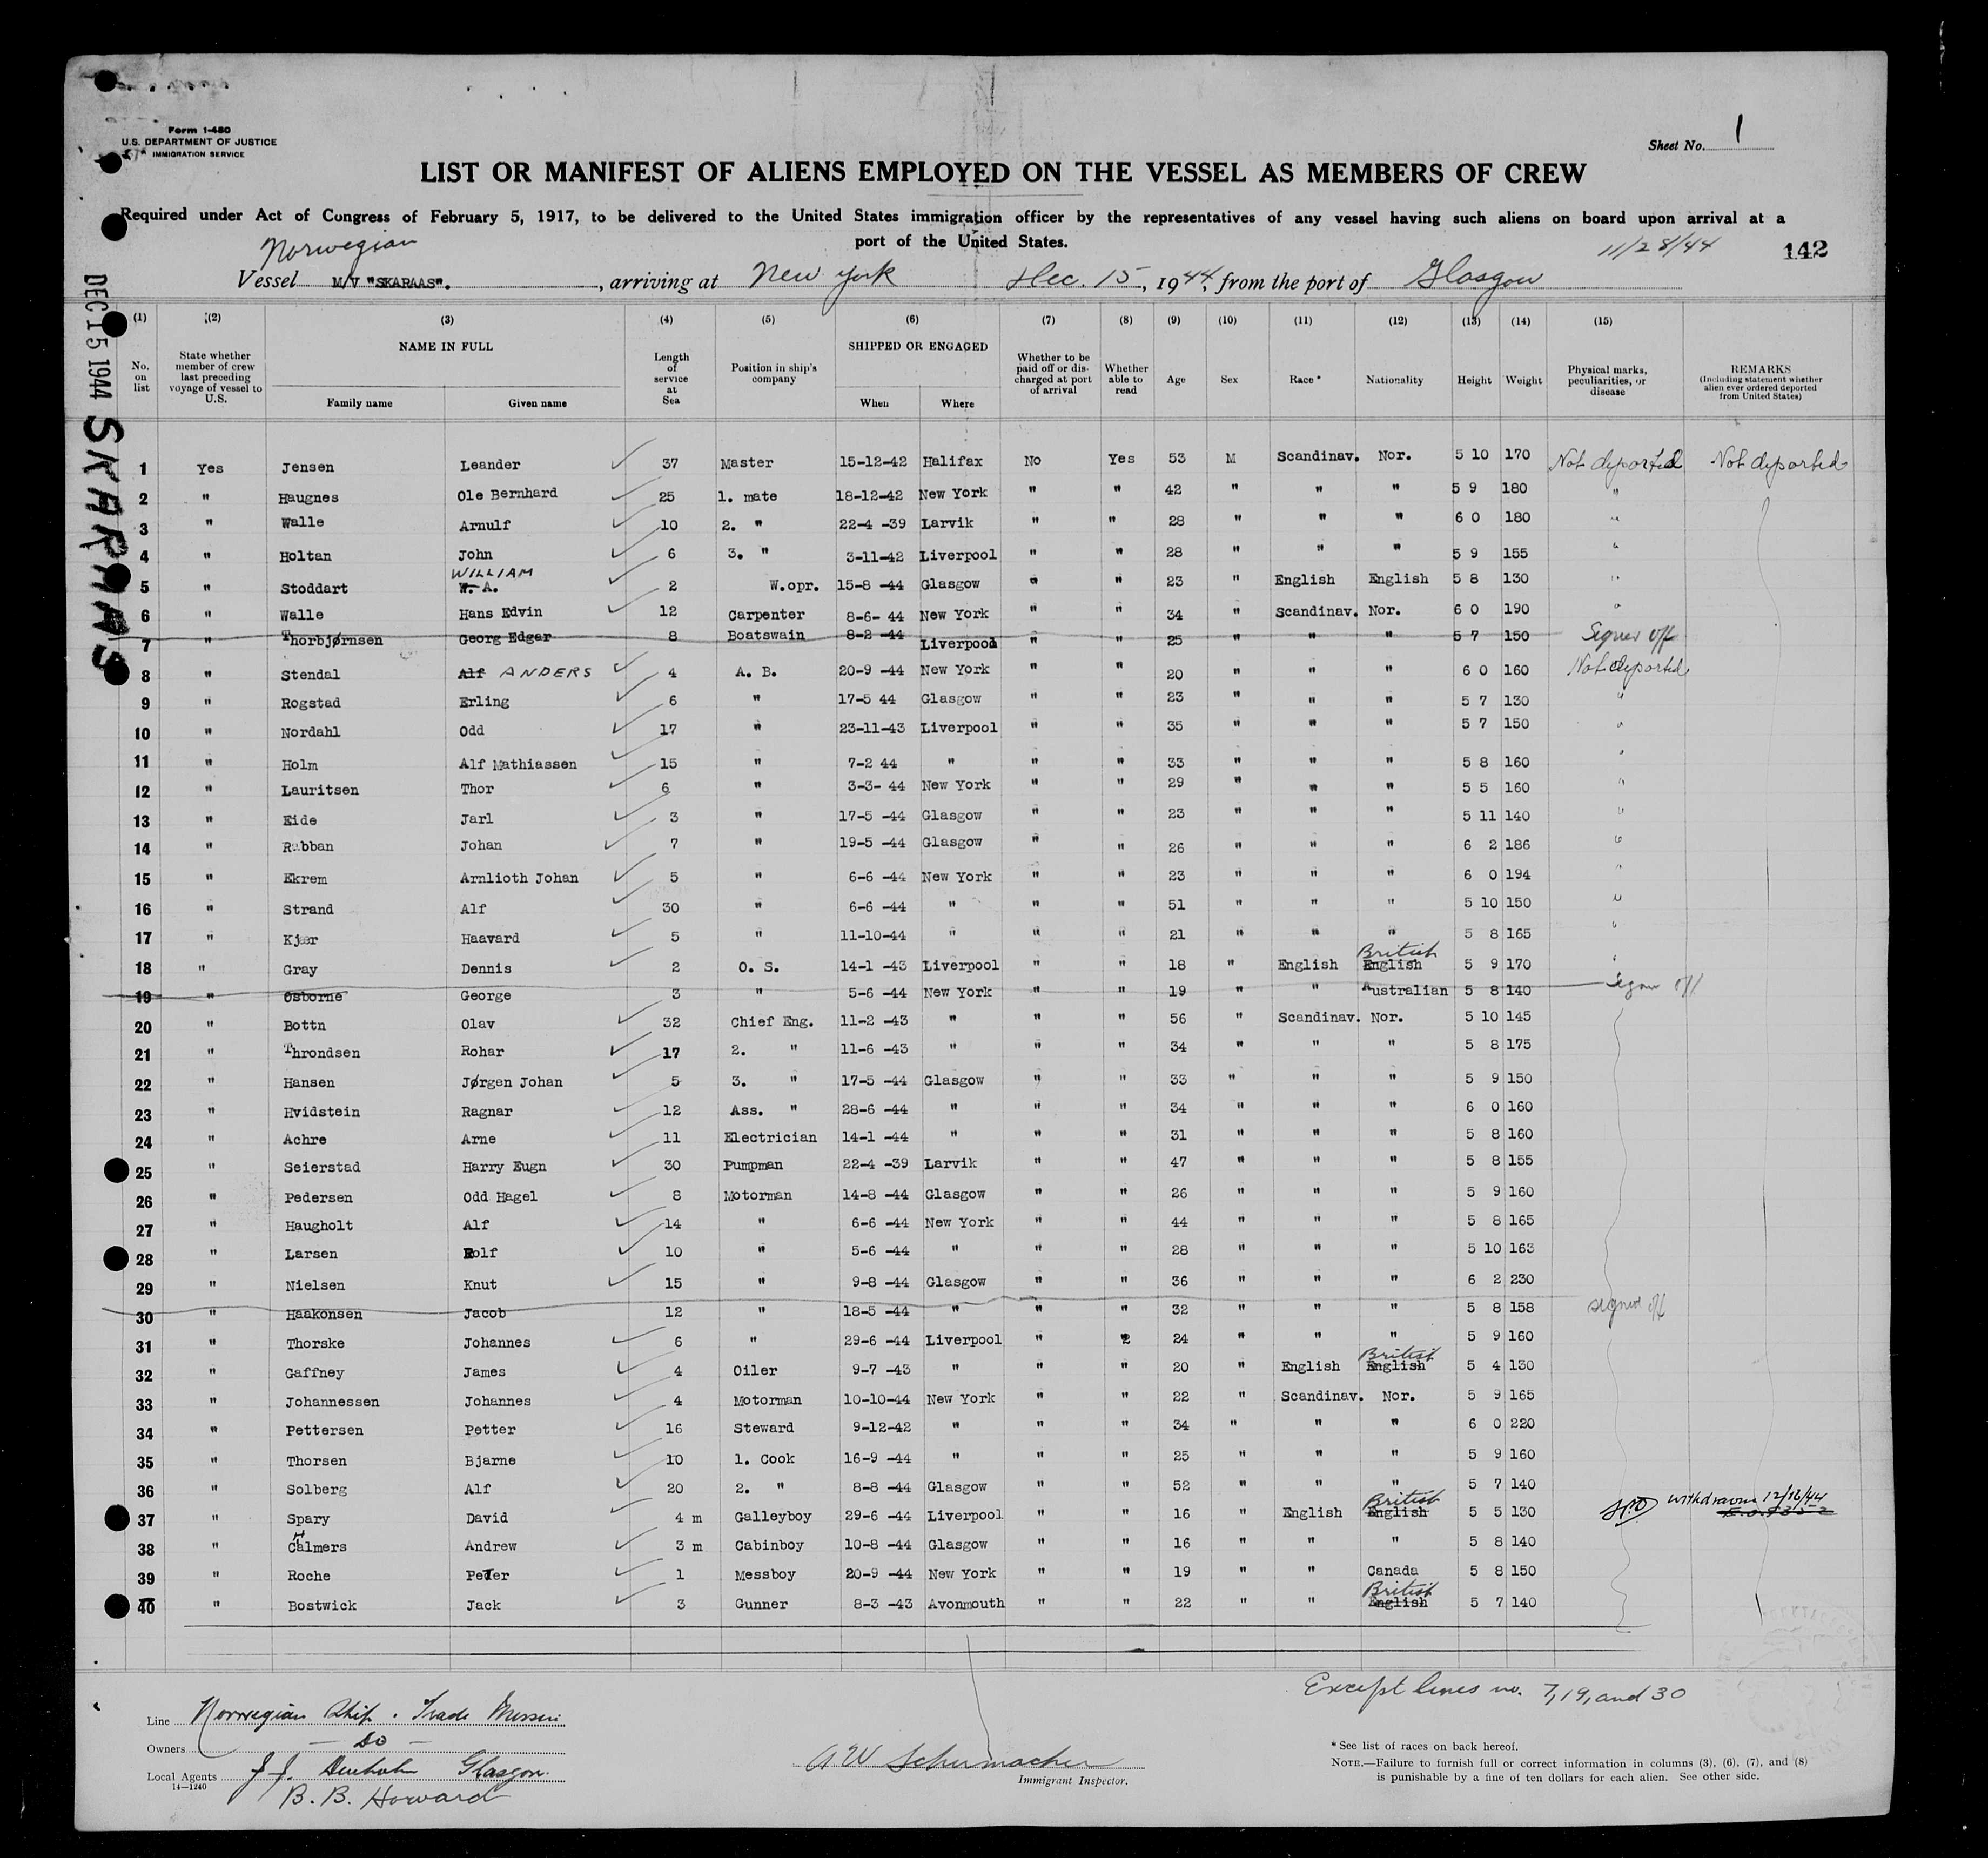 Form 1-480
U.S. DEPARTMENT OF JUSTICE
IMMIGRATION SERVICE
Sheet No. 1
LIST OR MANIFEST OF ALIENS EMPLOYED ON THE VESSEL AS MEMBERS OF CREW
Required under Act of Congress of February 5, 1917, to be delivered to the United States immigration officer by the representatives of any vessel having such aliens on board upon arrival at a
port of the United States.
Norwegian
11/28/44
142
Vessel M/V "SKARAAS". , arriving at New York Dec. 15, 1944, from the port of Glasgow
DEC 15 1944 SKARAAS
(1) (2) (3) (4) (5) (6) (7) (8) (9) (10) (11) (12) (13) (14) (15)
No. on list
State whether member of crew last preceding voyage of vessel to U.S.
NAME IN FULL
Family name Given name
Length of service at Sea
Position in ship's company
SHIPPED OR ENGAGED
When Where
Whether to be paid off or discharged at port of arrival
Whether able to read
Age
Sex
Race*
Nationality
Height
Weight
Physical marks, peculiarities, or disease
REMARKS
(Including statement whether alien ever ordered deported from United States)
1 Yes Jensen Leander 37 Master 15-12-42 Halifax No Yes 53 M Scandinav. Nor. 5 10 170 Not deported Not deported
2 " Haugnes Ole Bernhard 25 1. mate 18-12-42 New York " " 42 " " " 5 9 180 "
3 " Walle Arnulf 10 2. " 22-4 -39 Larvik " " 28 " " " 6 0 180 "
4 " Holtan John 6 3. " 3-11-42 Liverpool " " 28 " " " 5 9 155 "
WILLIAM
5 " Stoddart W. A. 2 W.opr. 15-8 -44 Glasgow " " 23 " English English 5 8 130 "
6 " Walle Hans Edvin 12 Carpenter 8-6- 44 New York " " 34 " Scandinav. Nor. 6 0 190 "
7 " Thorbjørnsen Georg Edgar 8 Boatswain 8-2 -44 Liverpool " " 25 " " " 5 7 150 Signed off
8 " Stendal Alf ANDERS 4 A. B. 20-9 -44 New York " " 20 " " " 6 0 160 Not deported
9 " Rogstad Erling 6 " 17-5 44 Glasgow " " 23 " " " 5 7 130 "
10 " Nordahl Odd 17 " 23-11-43 Liverpool " " 35 " " " 5 7 150 "
11 " Holm Alf Mathiassen 15 " 7-2 44 " " " 33 " " " 5 8 160 "
12 " Lauritsen Thor 6 " 3-3- 44 New York " " 29 " " " 5 5 160 "
13 " Eide Jarl 3 " 17-5 -44 Glasgow " " 23 " " " 5 11 140 "
14 " Rabban Johan 7 " 19-5 -44 Glasgow " " 26 " " " 6 2 186 "
15 " Ekrem Arnlioth Johan 5 " 6-6 -44 New York " " 23 " " " 6 0 194 "
16 " Strand Alf 30 " 6-6 -44 " " " 51 " " " 5 10 150 "
17 " Kjær Haavard 5 " 11-10-44 " " " 21 " " " 5 8 165 "
British
18 " Gray Dennis 2 O. S. 14-1 -43 Liverpool " " 18 " English English 5 9 170 "
19 " Osborne George 3 " 5-6 -44 New York " " 19 " " Australian 5 8 140 Sign off
20 " Bottn Olav 32 Chief Eng. 11-2 -43 " " " 56 " Scandinav. Nor. 5 10 145
21 " Throndsen Rohar 17 2. " 11-6 -43 " " " 34 " " " 5 8 175
22 " Hansen Jørgen Johan 5 3. " 17-5 -44 Glasgow " " 33 " " " 5 9 150
23 " Hvidstein Ragnar 12 Ass. " 28-6 -44 " " " 34 " " " 6 0 160
24 " Achre Arne 11 Electrician 14-1 -44 " " " 31 " " " 5 8 160
25 " Seierstad Harry Eugn 30 Pumpman 22-4 -39 Larvik " " 47 " " " 5 8 155
26 " Pedersen Odd Hagel 8 Motorman 14-8 -44 Glasgow " " 26 " " " 5 9 160
27 " Haugholt Alf 14 " 6-6 -44 New York " " 44 " " " 5 8 165
28 " Larsen Rolf 10 " 5-6 -44 " " " 28 " " " 5 10 163
29 " Nielsen Knut 15 " 9-8 -44 Glasgow " " 36 " " " 6 2 230
30 " Haakonsen Jacob 12 " 18-5 -44 " " " 32 " " " 5 8 158 signed off
31 " Thorske Johannes 6 " 29-6 -44 Liverpool " " 24 " " " 5 9 160
British
32 " Gaffney James 4 Oiler 9-7 -43 " " " 20 " English English 5 4 130
33 " Johannessen Johannes 4 Motorman 10-10-44 New York " " 22 " Scandinav. Nor. 5 9 165
34 " Pettersen Petter 16 Steward 9-12-42 " " " 34 " " " 6 0 220
35 " Thorsen Bjarne 10 1. Cook 16-9 -44 " " " 25 " " " 5 9 160
36 " Solberg Alf 20 2. " 8-8 -44 Glasgow " " 52 " " " 5 7 140
British withdrawn 12/16/44
37 " Spary David 4 m Galleyboy 29-6 -44 Liverpool " " 16 " English English 5 5 130
H
38 " Calmers Andrew 3 m Cabinboy 10-8 -44 Glasgow " " 16 " " " 5 8 140
39 " Roche PeTer 1 Messboy 20-9 -44 New York " " 19 " " Canada 5 8 150
British
40 " Bostwick Jack 3 Gunner 8-3 -43 Avonmouth " " 22 " " English 5 7 140
Except lines no. 7, 19, and 30
Line Norwegian Ship. Trade Mission
Owners — Do —
Local Agents J. J. Denholm Glasgow.
14—1240
B. B. Howard
A W Schumacher
Immigrant Inspector.
*See list of races on back hereof.
NOTE.—Failure to furnish full or correct information in columns (3), (6), (7), and (8)
is punishable by a fine of ten dollars for each alien. See other side.